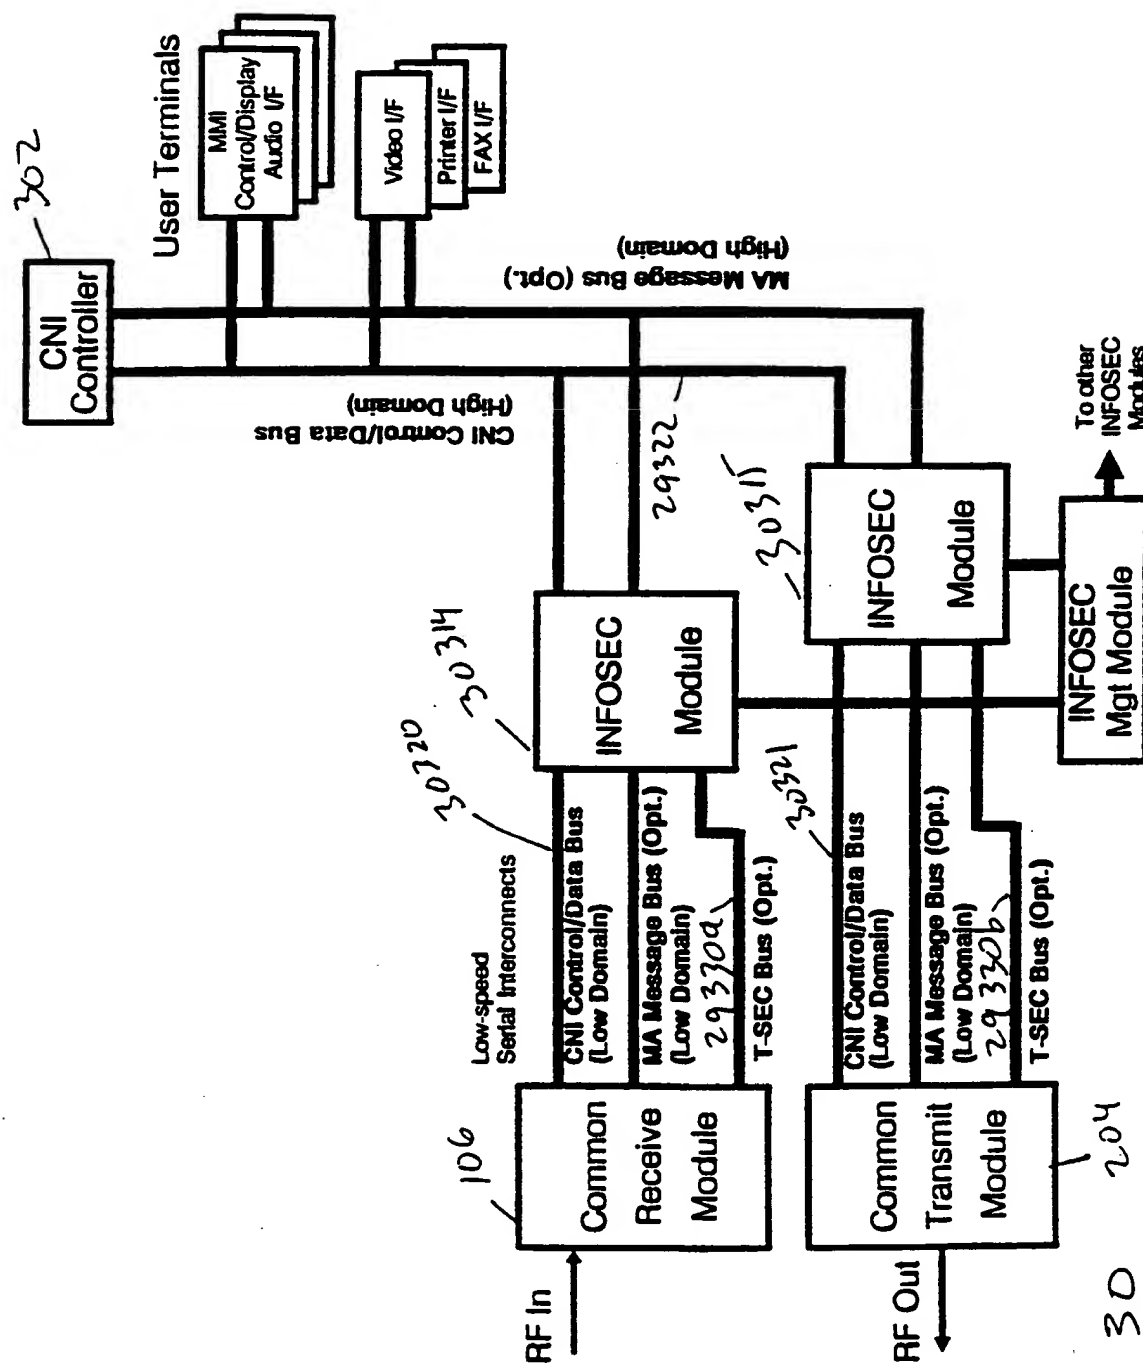 302
CNI
Controller
User Terminals
MMI
Control/Display
Audio I/F
Video I/F
Printer I/F
FAX I/F
CNI Control/Data Bus
(High Domain)
MA Message Bus (Opt.)
(High Domain)
29322
30315
INFOSEC
Module
To other
INFOSEC
Modules
INFOSEC
Mgt Module
30314
INFOSEC
Module
30320
Low-speed
Serial Interconnects
CNI Control/Data Bus
(Low Domain)
MA Message Bus (Opt.)
(Low Domain)
29330a
T-SEC Bus (Opt.)
30321
CNI Control/Data Bus
(Low Domain)
MA Message Bus (Opt.)
(Low Domain)
29330b
T-SEC Bus (Opt.)
106
Common
Receive
Module
Common
Transmit
Module
204
RF In
RF Out
30